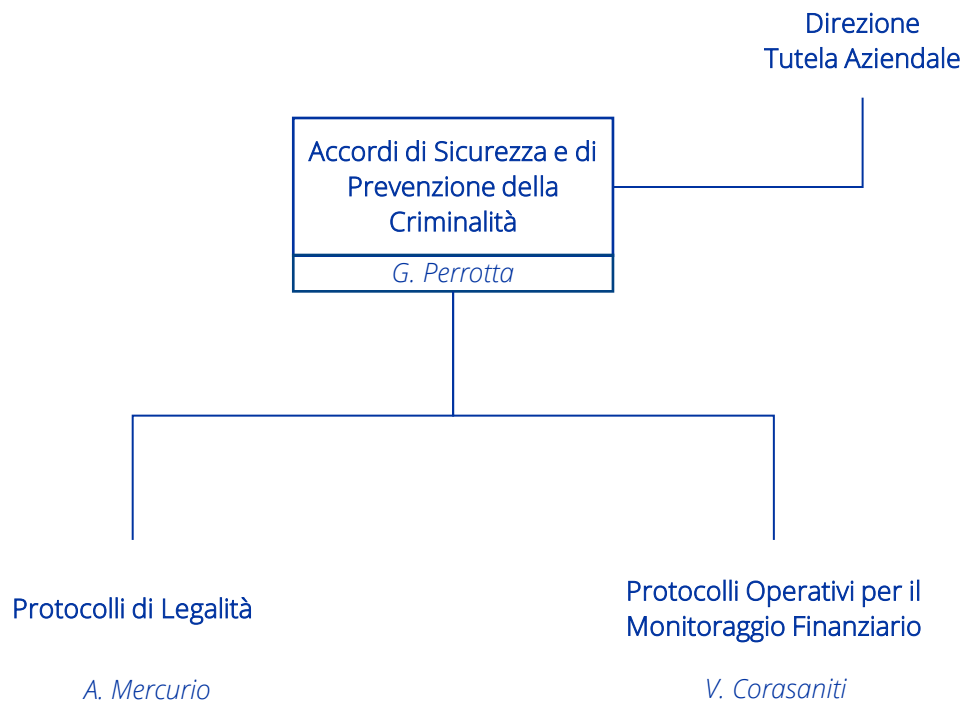 Direzione
Tutela Aziendale
Accordi di Sicurezza e di
Prevenzione della
Criminalità
G. Perrotta
Protocolli di Legalità
A. Mercurio
Protocolli Operativi per il
Monitoraggio Finanziario
V. Corasaniti